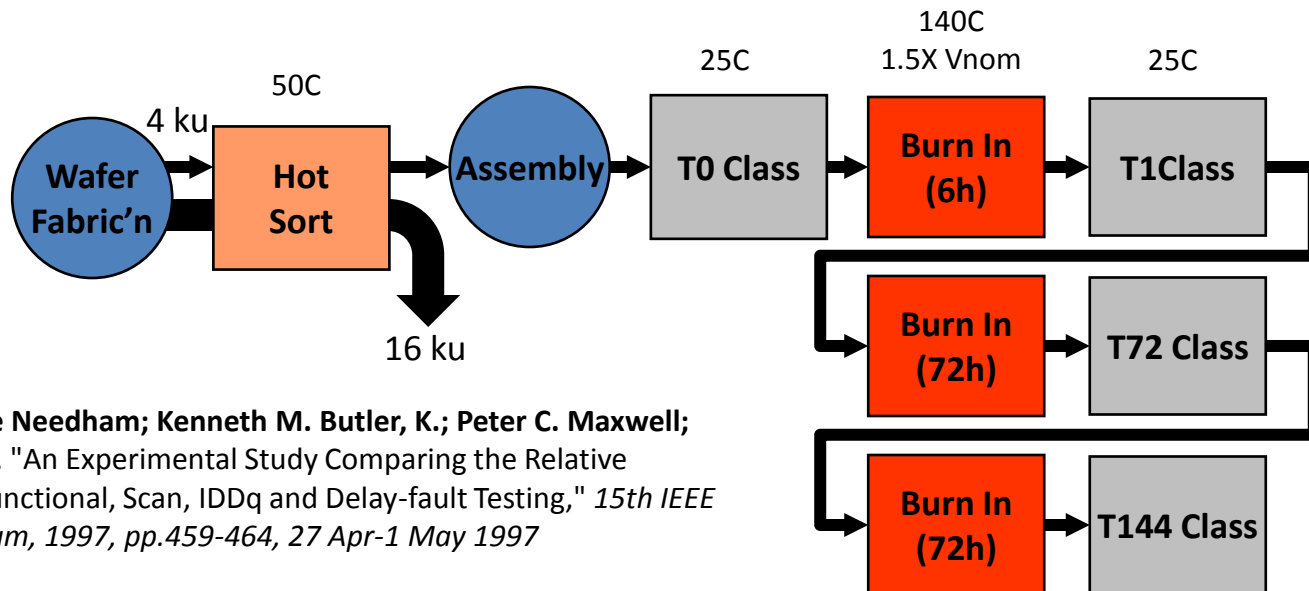 140C
1.5X Vnom
25C
25C
50C
4 ku
Wafer
Fabric'n
Hot
Sort
Assembly
T0 Class
Burn In
(6h)
T1Class
16 ku
Burn In
(72h)
T72 Class
Burn In
(72h)
T144 Class
e Needham; Kenneth M. Butler, K.; Peter C. Maxwell;
, "An Experimental Study Comparing the Relative
unctional, Scan, IDDq and Delay-fault Testing," 15th IEEE
um, 1997, pp.459-464, 27 Apr-1 May 1997